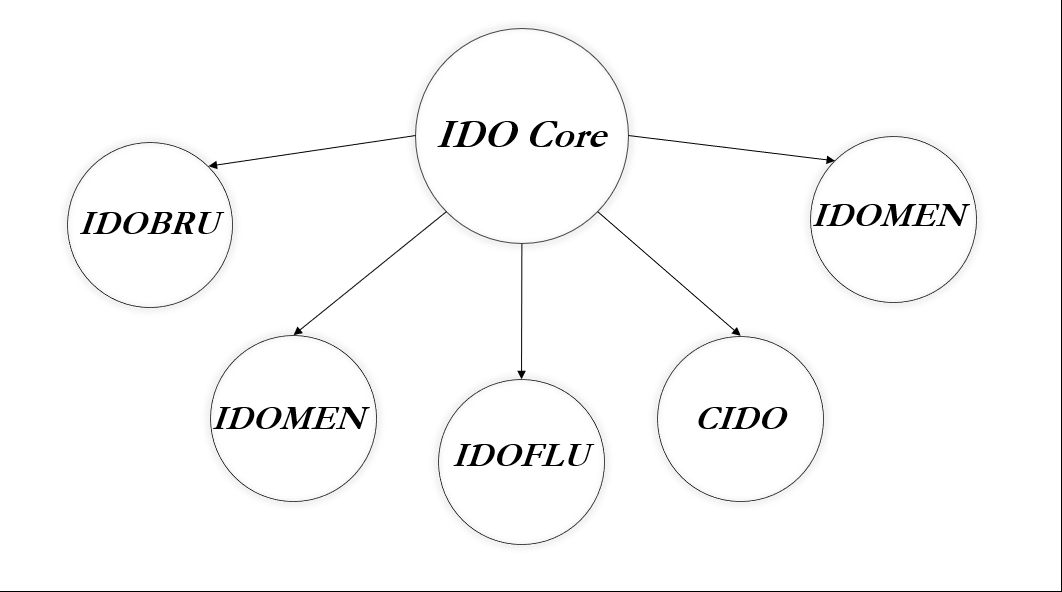 IDO Core
IDOBRU
IDOMEN
IDOMEN
IDOFLU
CIDO